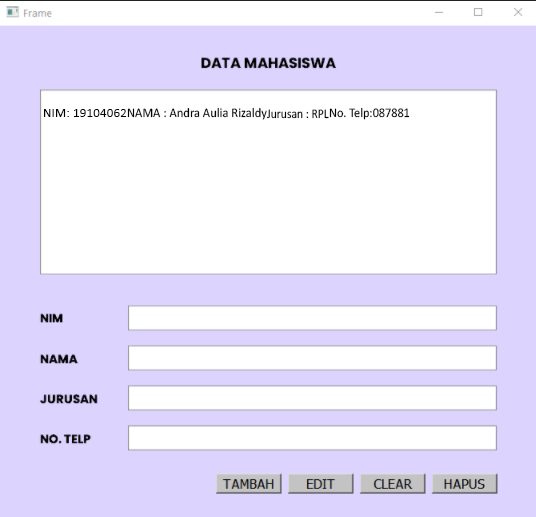 Frame
DATA MAHASISWA
NIM: 19104062NAMA : Andra Aulia RizaldyJurusan : RPLNo. Telp:087881
NIM
NAMA
JURUSAN
NO. TELP
TAMBAH EDIT CLEAR HAPUS